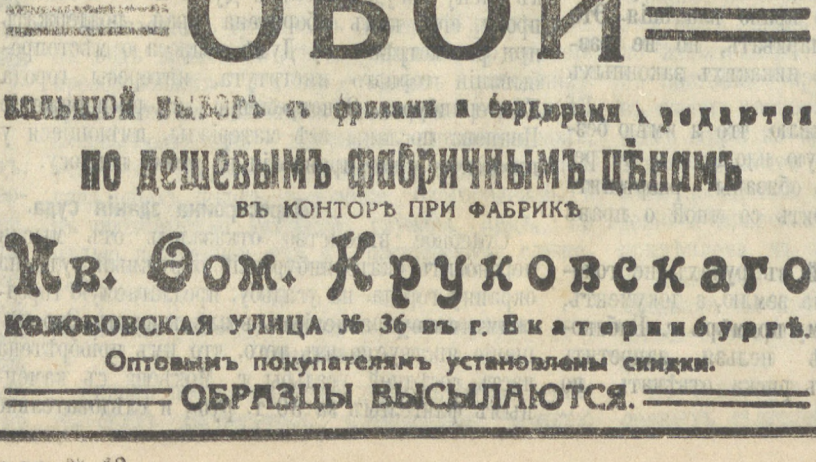 ОБОИ
БОЛЬШОЙ ВЫБОРЪ съ фризами и бордюрами продаются
по дешевымъ фабричнымъ цѣнамъ
ВЪ КОНТОРѢ ПРИ ФАБРИКѢ
Ив. Ѳом. Круковскаго
КОЛОБОВСКАЯ УЛИЦА № 36 въ г. Екатеринбургѣ.
Оптовымъ покупателямъ установлены скидки.
ОБРАЗЦЫ ВЫСЫЛАЮТСЯ.